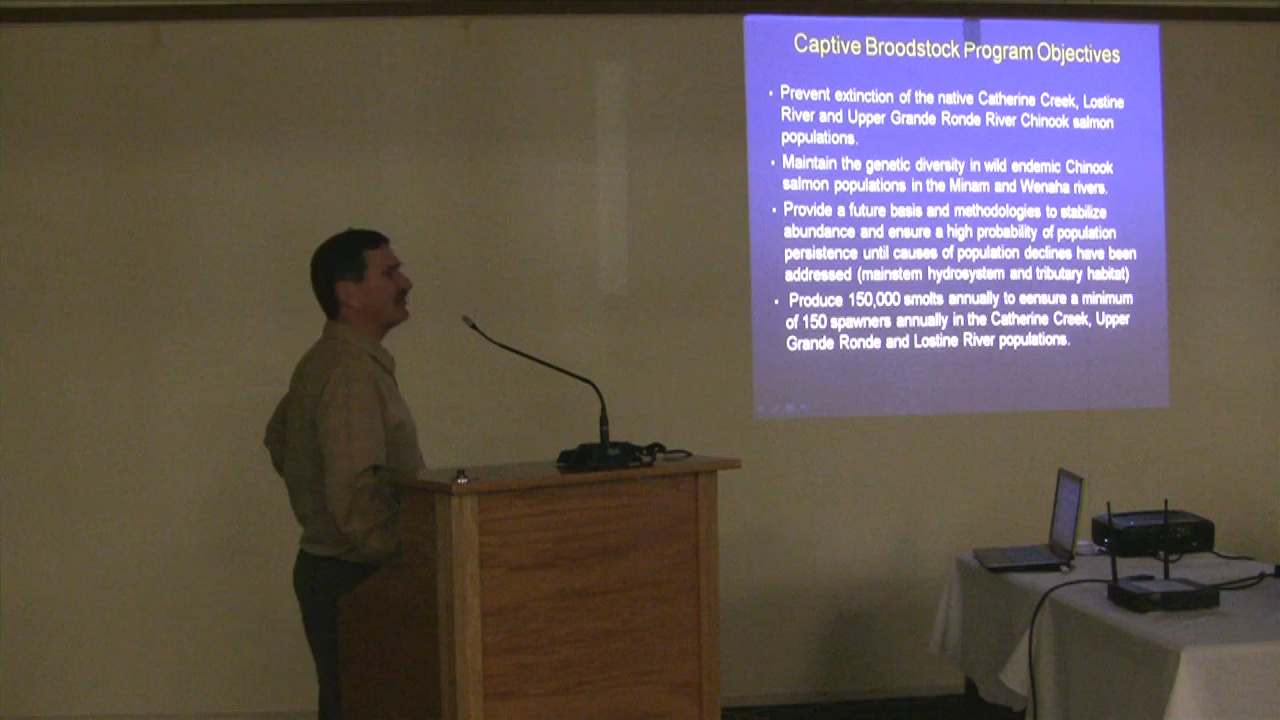 Captive Broodstock Program Objectives
• Prevent extinction of the native Catherine Creek, Lostine
River and Upper Grande Ronde River Chinook salmon
populations.
• Maintain the genetic diversity in wild endemic Chinook
salmon populations in the Minam and Wenaha rivers.
• Provide a future basis and methodologies to stabilize
abundance and ensure a high probability of population
persistence until causes of population declines have been
addressed (mainstem hydrosystem and tributary habitat)
• Produce 150,000 smolts annually to eensure a minimum
of 150 spawners annually in the Catherine Creek, Upper
Grande Ronde and Lostine River populations.